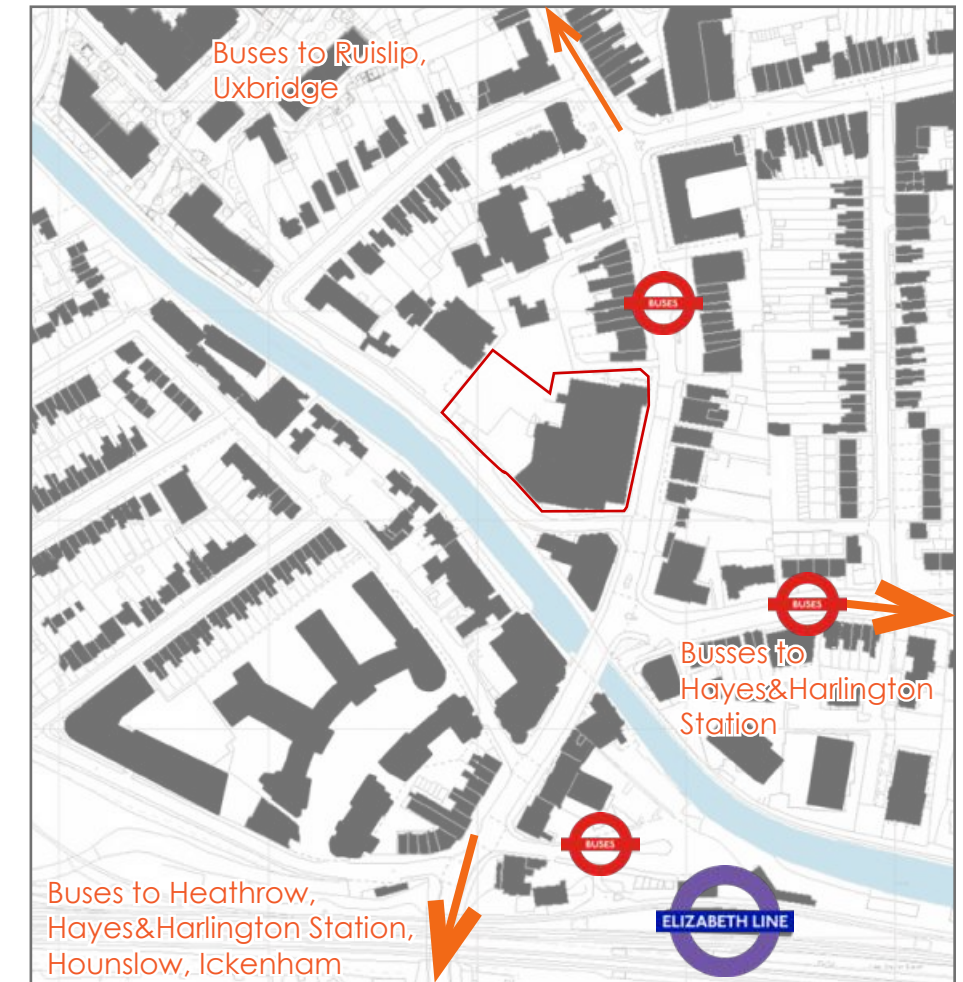 Buses to Ruislip,
Uxbridge
BUSES
BUSES
Busses to
Hayes&Harlington
Station
BUSES
Buses to Heathrow,
Hayes&Harlington Station,
Hounslow, Ickenham
ELIZABETH LINE